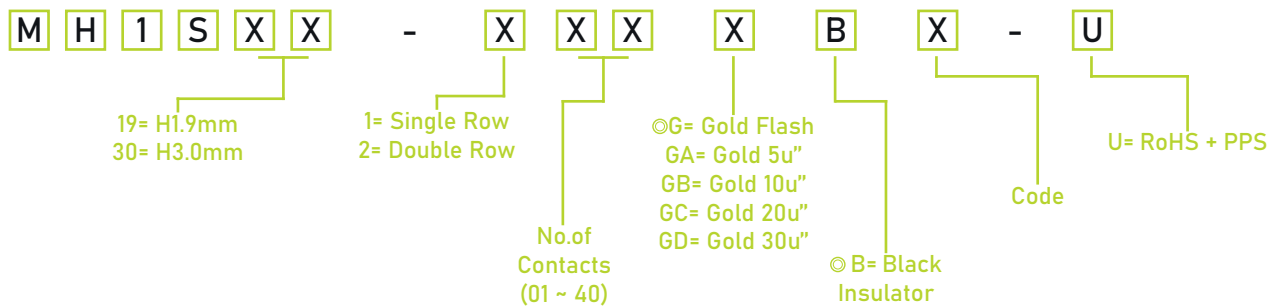 M H 1 S X X - X X X X B X - U
19= H1.9mm
30= H3.0mm
1= Single Row
2= Double Row
No.of
Contacts
(01 ~ 40)
◎G= Gold Flash
GA= Gold 5u”
GB= Gold 10u”
GC= Gold 20u”
GD= Gold 30u”
◎ B= Black
Insulator
Code
U= RoHS + PPS